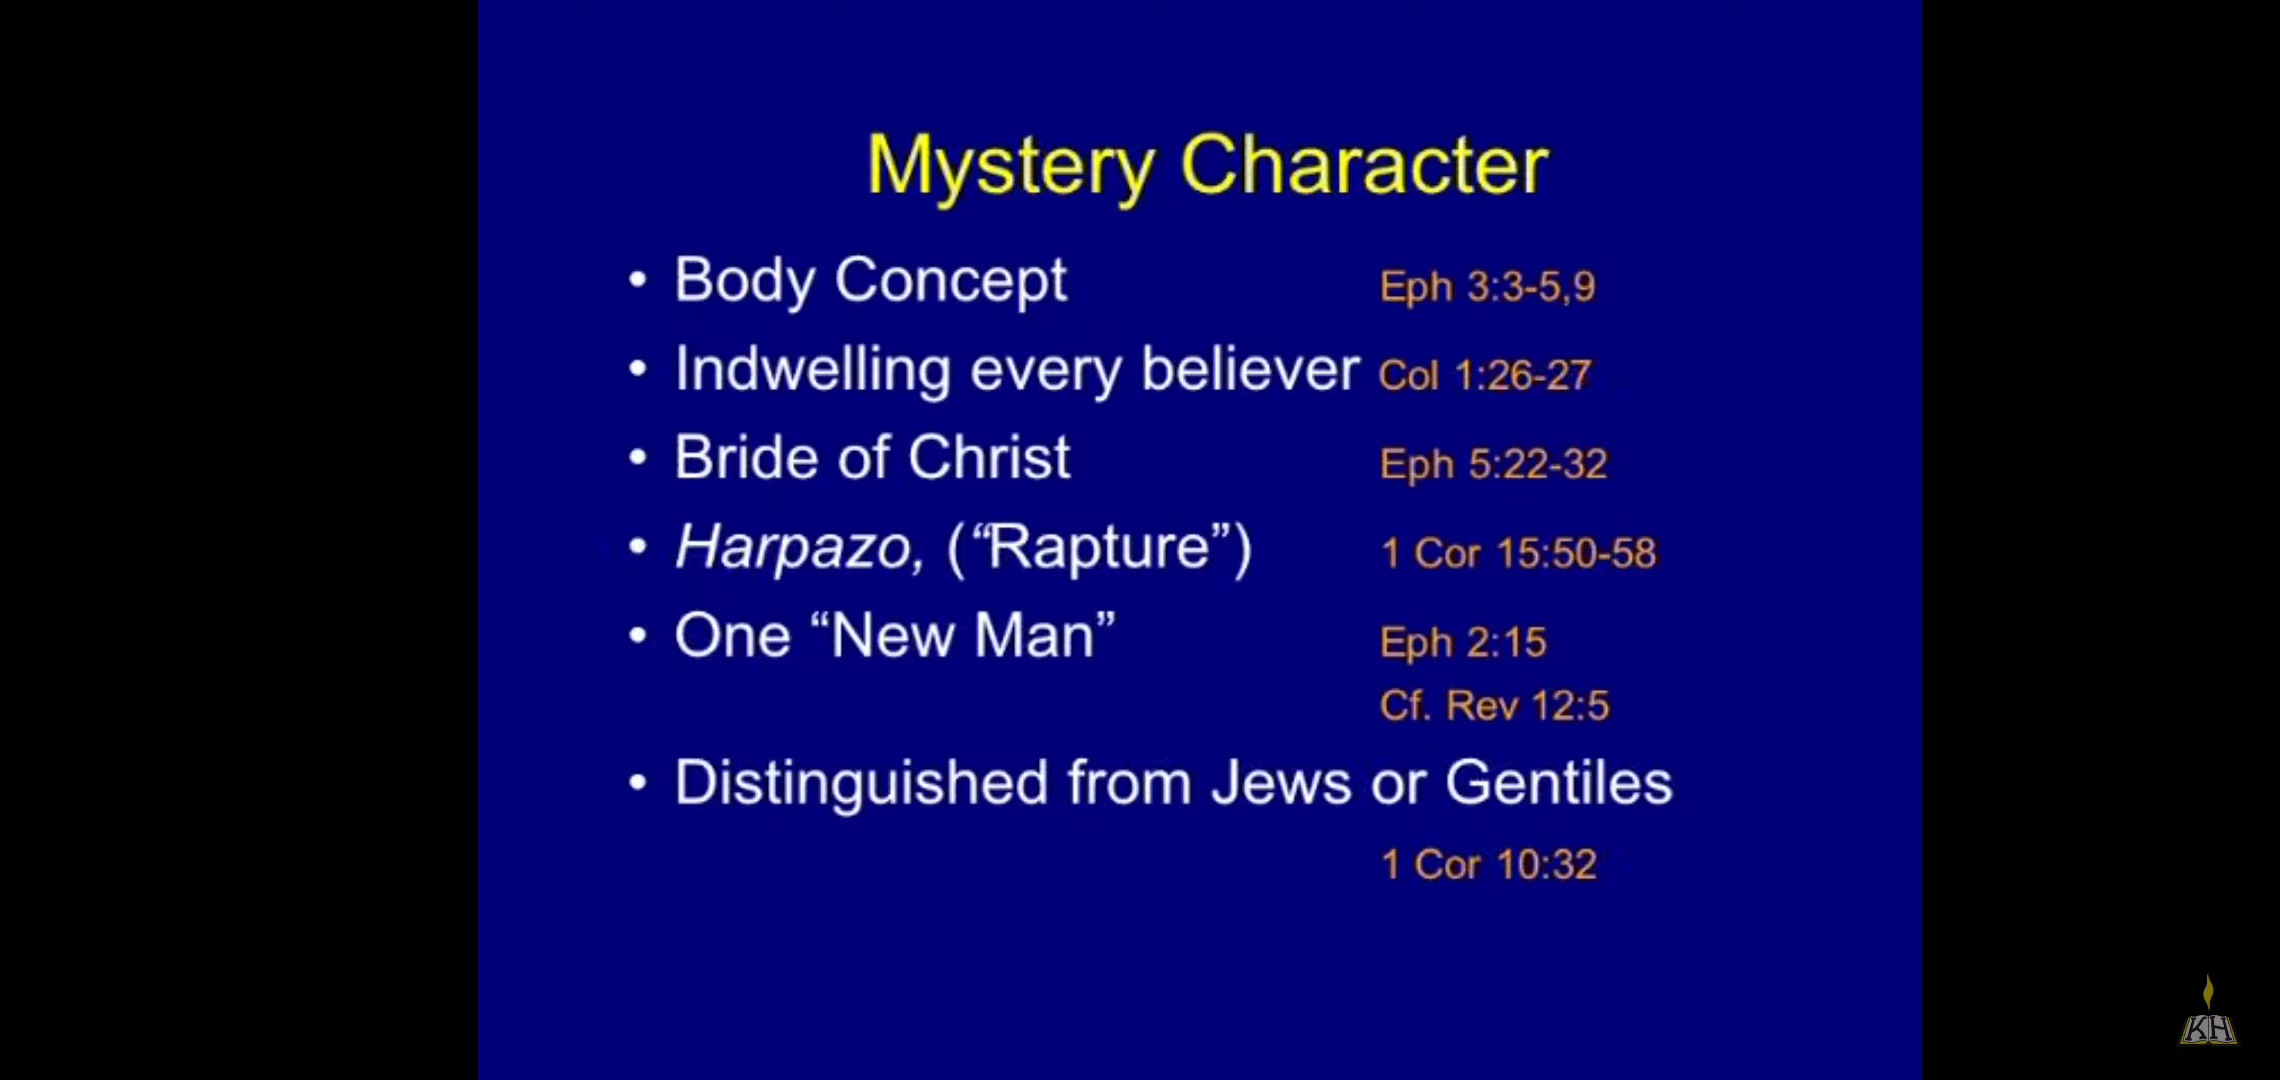 Mystery Character
• Body Concept Eph 3:3-5,9
• Indwelling every believer Col 1:26-27
• Bride of Christ Eph 5:22-32
• Harpazo, (“Rapture”) 1 Cor 15:50-58
• One “New Man” Eph 2:15
Cf. Rev 12:5
• Distinguished from Jews or Gentiles
1 Cor 10:32
KH